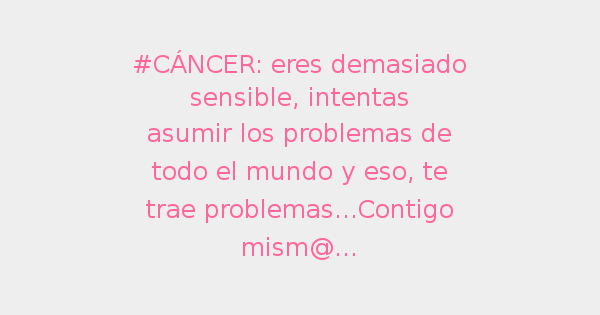 #CÁNCER: eres demasiado
sensible, intentas
asumir los problemas de
todo el mundo y eso, te
trae problemas...Contigo
mism@...